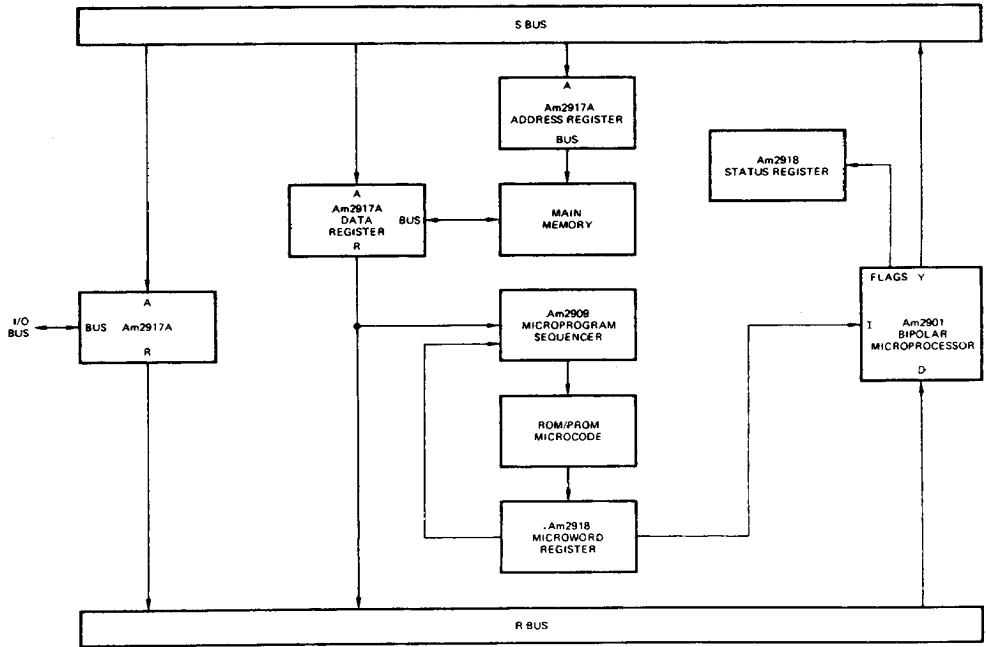 S BUS
A
Am2917A
ADDRESS REGISTER
BUS
Am2918
STATUS REGISTER
A
Am2917A
DATA
REGISTER
BUS
R
MAIN
MEMORY
FLAGS Y
I
Am2901
BIPOLAR
MICROPROCESSOR
D
I/O
BUS
A
BUS Am2917A
R
Am2909
MICROPROGRAM
SEQUENCER
ROM/PROM
MICROCODE
.Am2918
MICROWORD
REGISTER
R BUS